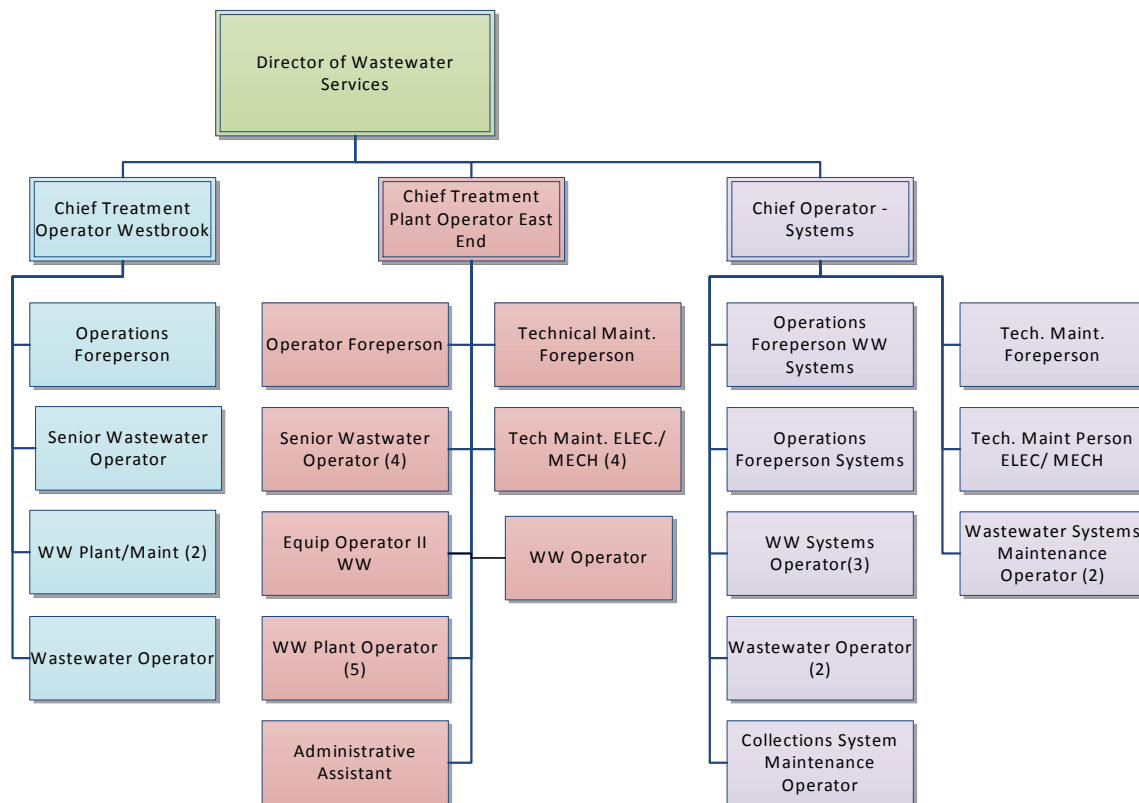 Director of Wastewater
Services
Chief Treatment
Operator Westbrook
Chief Treatment
Plant Operator East
End
Chief Operator -
Systems
Operations
Foreperson
Senior Wastewater
Operator
WW Plant/Maint (2)
Wastewater Operator
Operator Foreperson
Senior Wastwater
Operator (4)
Equip Operator II
WW
WW Plant Operator
(5)
Administrative
Assistant
Technical Maint.
Foreperson
Tech Maint. ELEC./
MECH (4)
WW Operator
Operations
Foreperson WW
Systems
Operations
Foreperson Systems
WW Systems
Operator(3)
Wastewater Operator
(2)
Collections System
Maintenance
Operator
Tech. Maint.
Foreperson
Tech. Maint Person
ELEC/ MECH
Wastewater Systems
Maintenance
Operator (2)